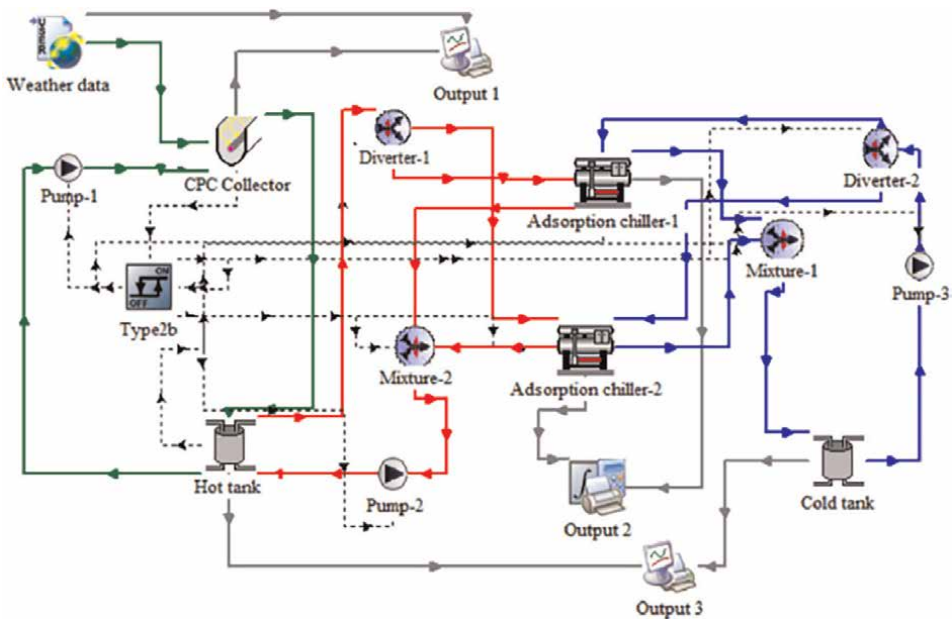 Weather data
Output 1
Diverter-1
Diverter-2
Pump-1
CPC Collector
Adsorption chiller-1
Mixture-1
Pump-3
ON
OFF
Type2b
Mixture-2
Adsorption chiller-2
Hot tank
Pump-2
Output 2
Cold tank
Output 3